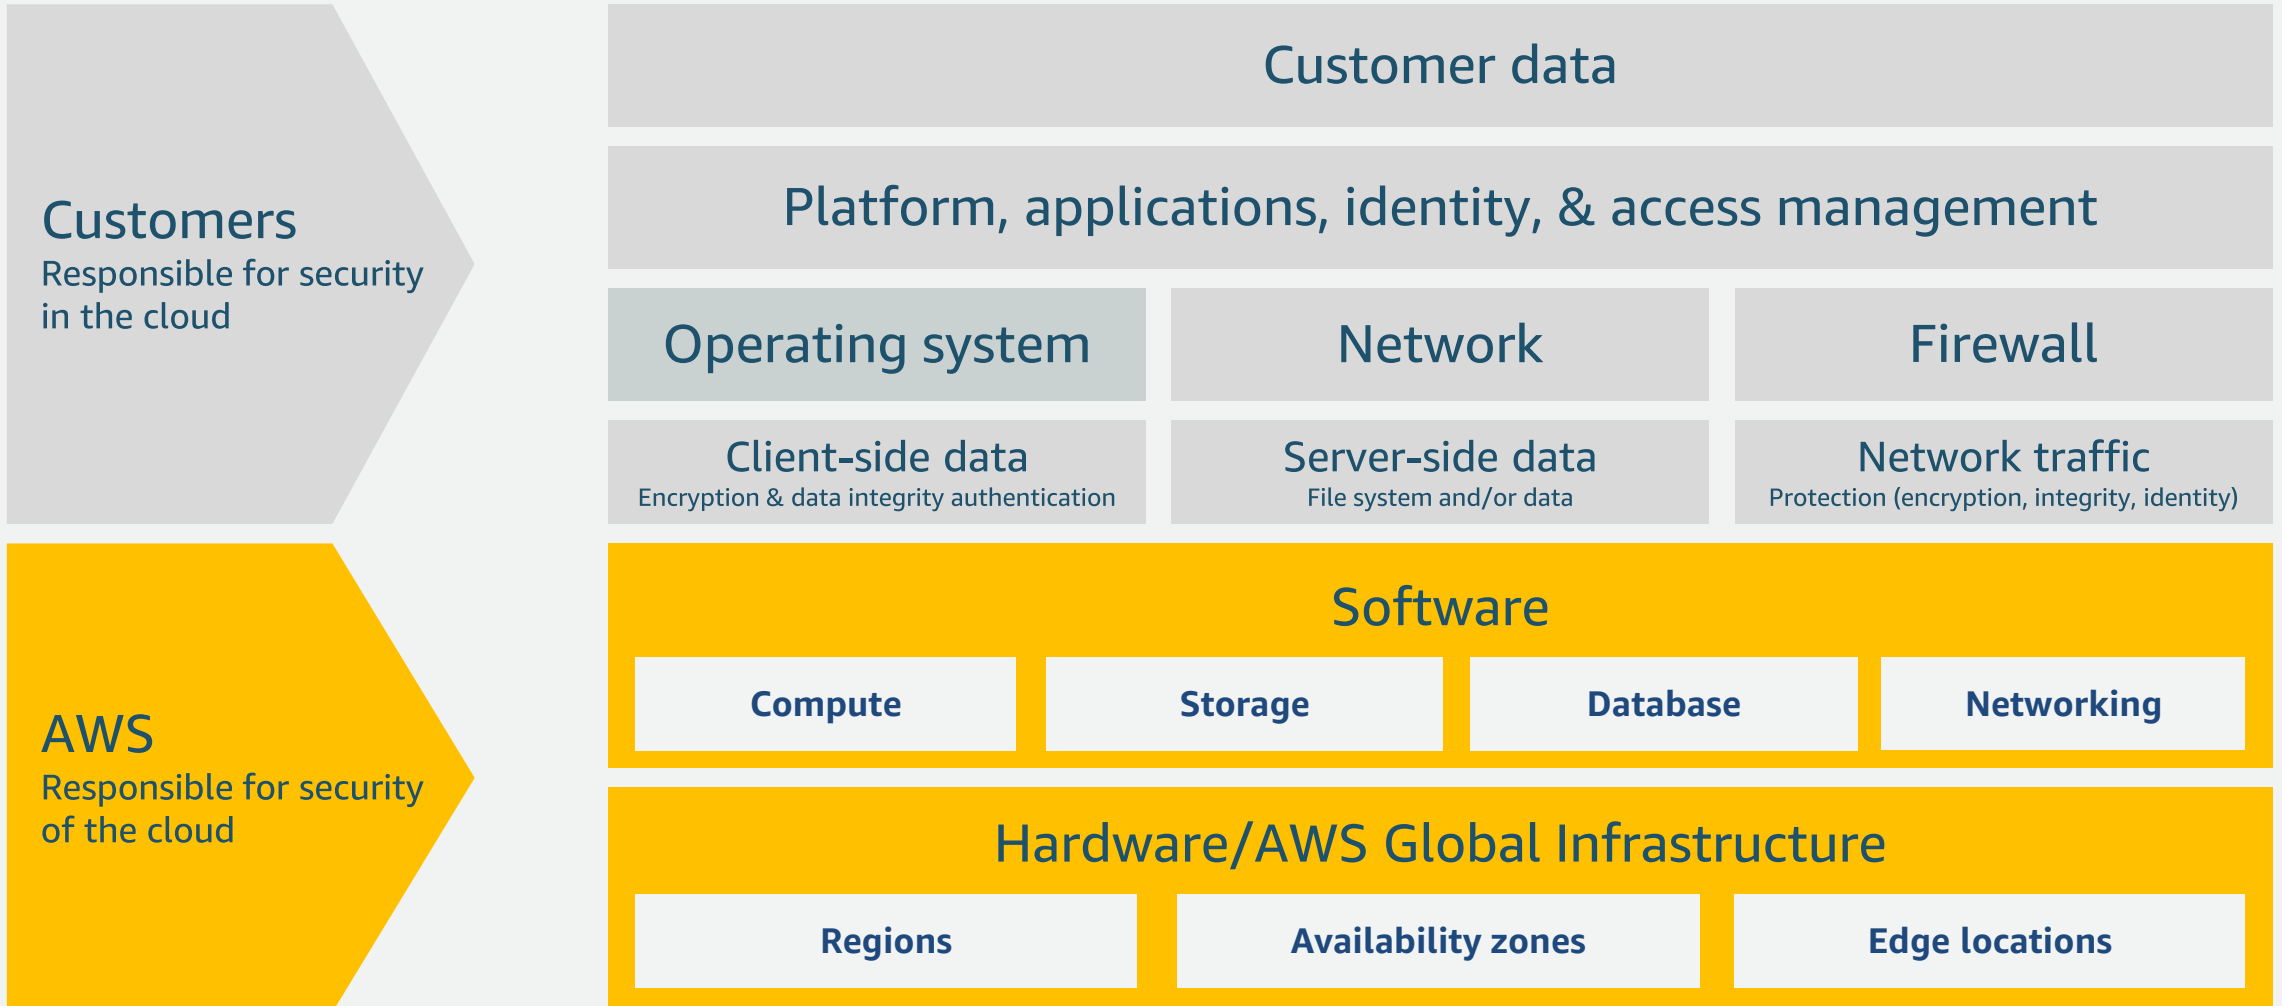 Customer data
Platform, applications, identity, & access management
Customers
Responsible for security
in the cloud
Operating system
Network
Firewall
Client-side data
Encryption & data integrity authentication
Server-side data
File system and/or data
Network traffic
Protection (encryption, integrity, identity)
Software
Compute
Storage
Database
Networking
AWS
Responsible for security
of the cloud
Hardware/AWS Global Infrastructure
Regions
Availability zones
Edge locations